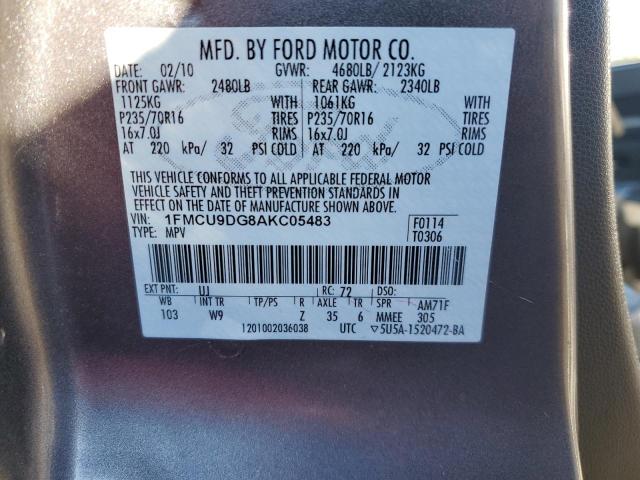 MFD. BY FORD MOTOR CO.
DATE: 02/10 GVWR: 4680LB/ 2123KG
FRONT GAWR: 2480LB REAR GAWR: 2340LB
1125KG WITH 1061KG WITH
P235/70R16 TIRES P235/70R16 TIRES
16x7.0J RIMS 16x7.0J RIMS
AT 220 kPa/ 32 PSI COLD AT 220 kPa/ 32 PSI COLD
THIS VEHICLE CONFORMS TO ALL APPLICABLE FEDERAL MOTOR
VEHICLE SAFETY AND THEFT PREVENTION STANDARDS IN
EFFECT ON THE DATE OF MANUFACTURE SHOWN ABOVE.
VIN: 1FMCU9DG8AKC05483 F0114
TYPE: MPV T0306
EXT PNT: UJ RC: 72 DSO:
WB INT TR TP/PS R AXLE TR SPR AM71F
103 W9 Z 35 6 MMEE 305
1201002036038 UTC ▽5U5A-1520472-BA